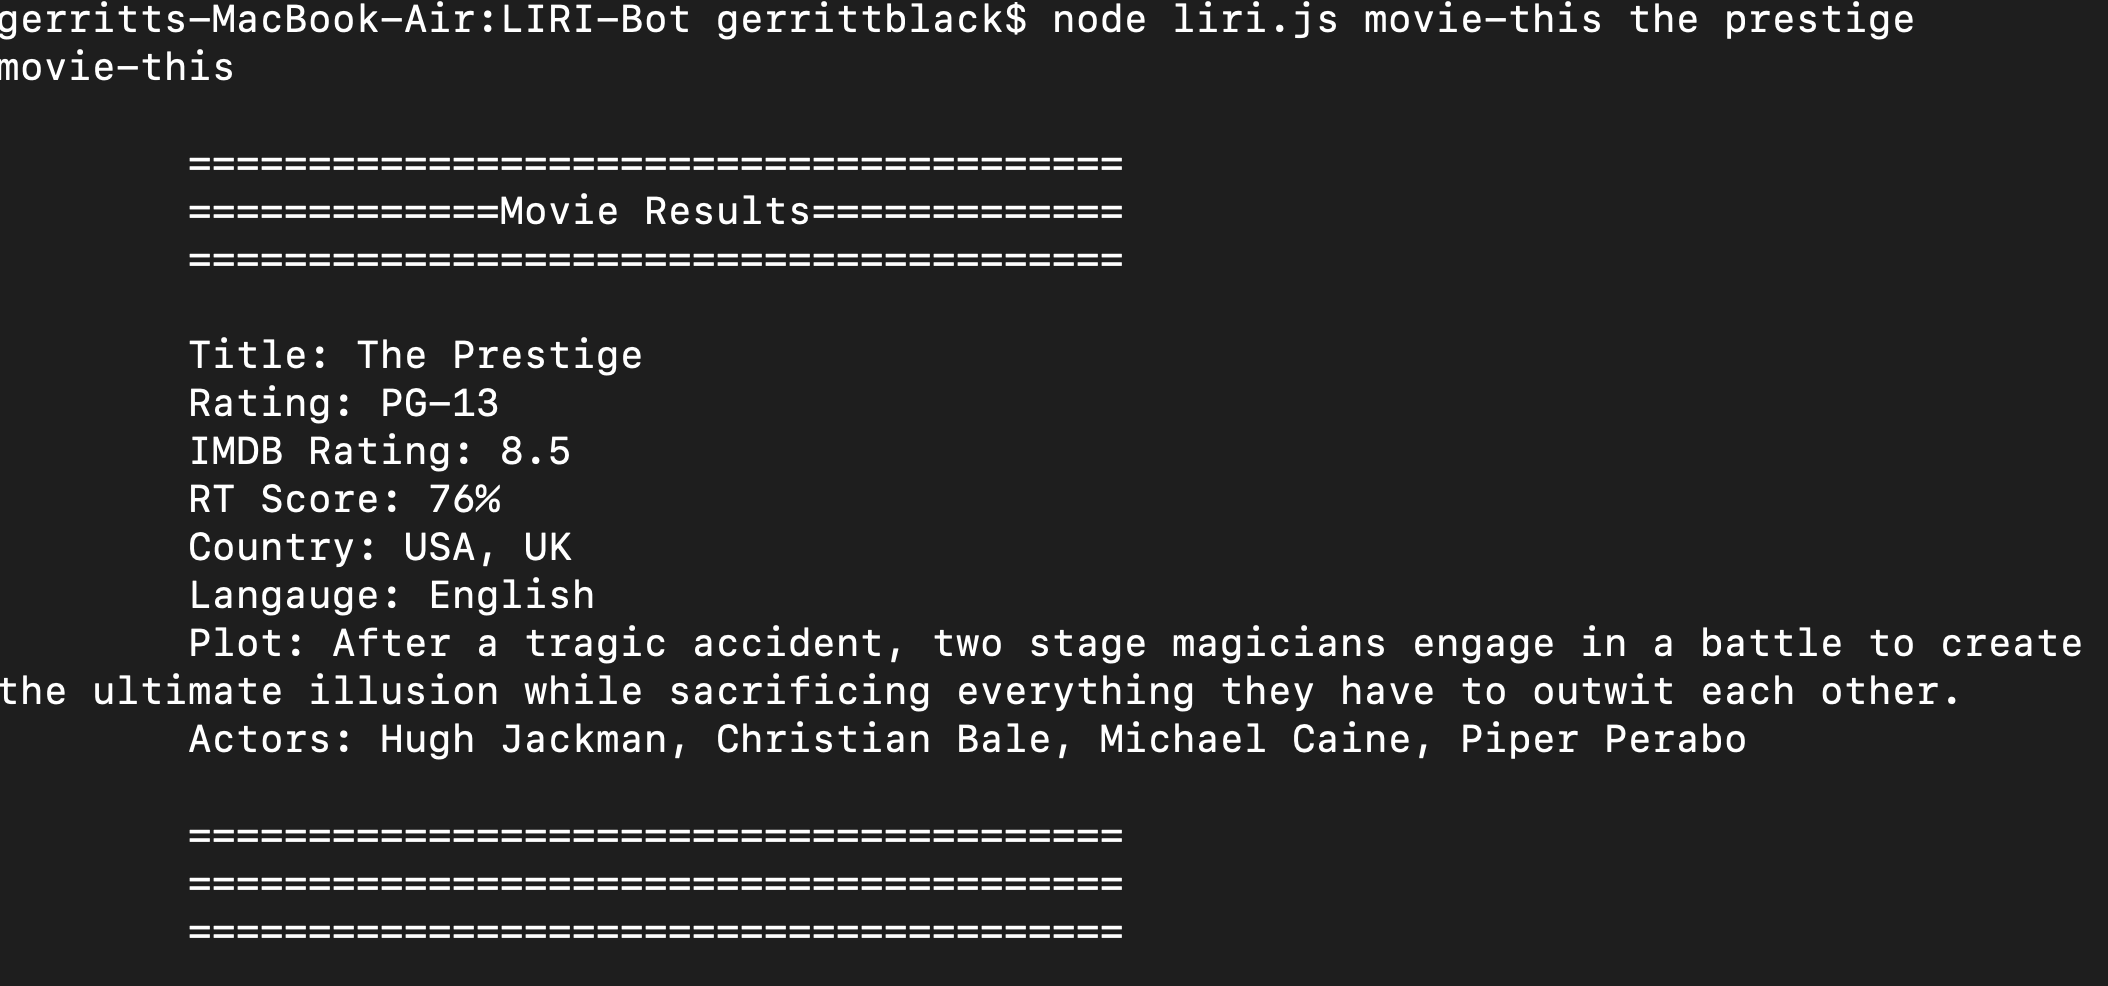 gerritts-MacBook-Air:LIRI-Bot gerrittblack$ node liri.js movie-this the prestige
movie-this
=======================================
=============Movie Results=============
=======================================
Title: The Prestige
Rating: PG-13
IMDB Rating: 8.5
RT Score: 76%
Country: USA, UK
Langauge: English
Plot: After a tragic accident, two stage magicians engage in a battle to create
the ultimate illusion while sacrificing everything they have to outwit each other.
Actors: Hugh Jackman, Christian Bale, Michael Caine, Piper Perabo
=======================================
=======================================
=======================================